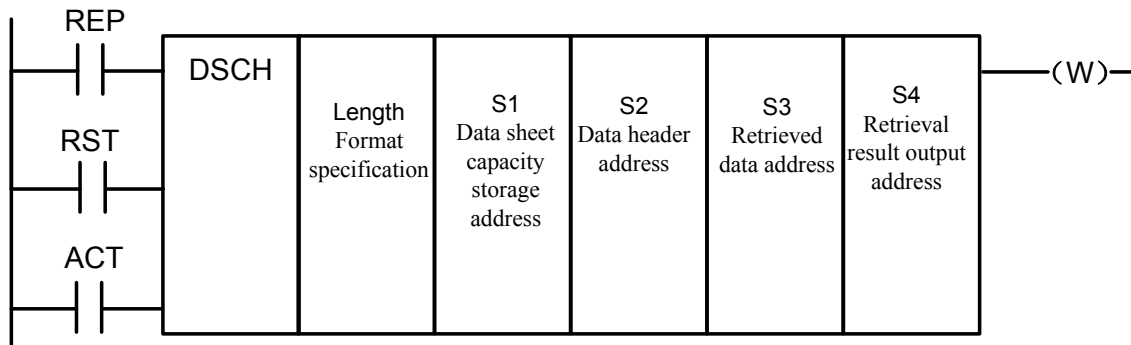 REP
DSCH
Length
Format
specification
S1
Data sheet
capacity
storage
address
S2
Data header
address
S3
Retrieved
data address
S4
Retrieval
result output
address
(W)
RST
ACT